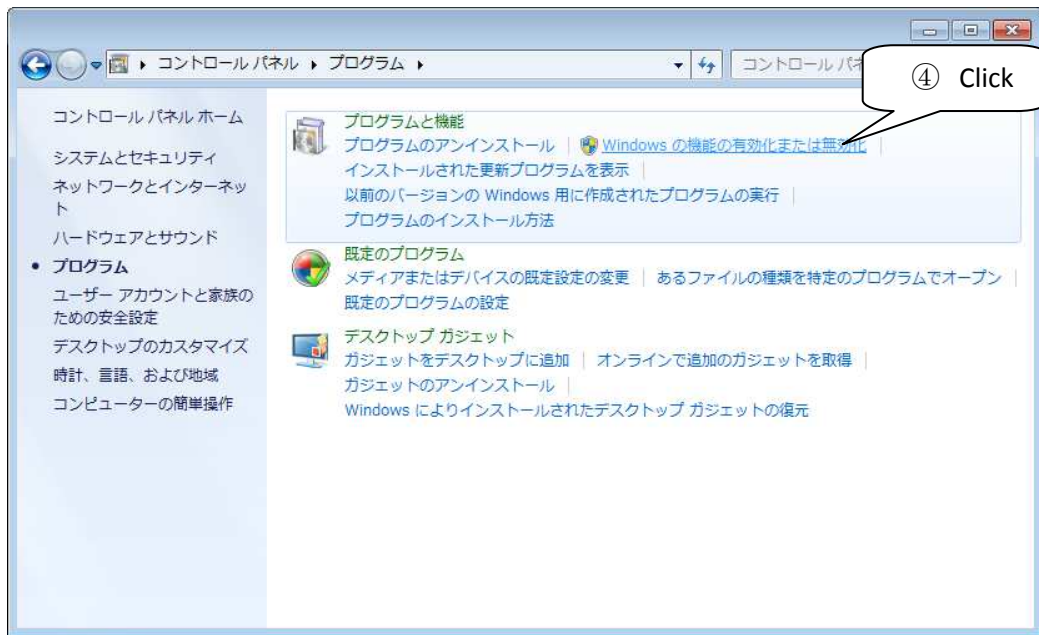 コントロール パネル ▸ プログラム ▸
コントロール パネ
④ Click
コントロール パネル ホーム
システムとセキュリティ
ネットワークとインターネッ
ト
ハードウェアとサウンド
• プログラム
ユーザー アカウントと家族の
ための安全設定
デスクトップのカスタマイズ
時計、言語、および地域
コンピューターの簡単操作
プログラムと機能
プログラムのアンインストール | Windows の機能の有効化または無効化 |
インストールされた更新プログラムを表示 |
以前のバージョンの Windows 用に作成されたプログラムの実行 |
プログラムのインストール方法
既定のプログラム
メディアまたはデバイスの既定設定の変更 | あるファイルの種類を特定のプログラムでオープン |
既定のプログラムの設定
デスクトップ ガジェット
ガジェットをデスクトップに追加 | オンラインで追加のガジェットを取得 |
ガジェットのアンインストール |
Windows によりインストールされたデスクトップ ガジェットの復元